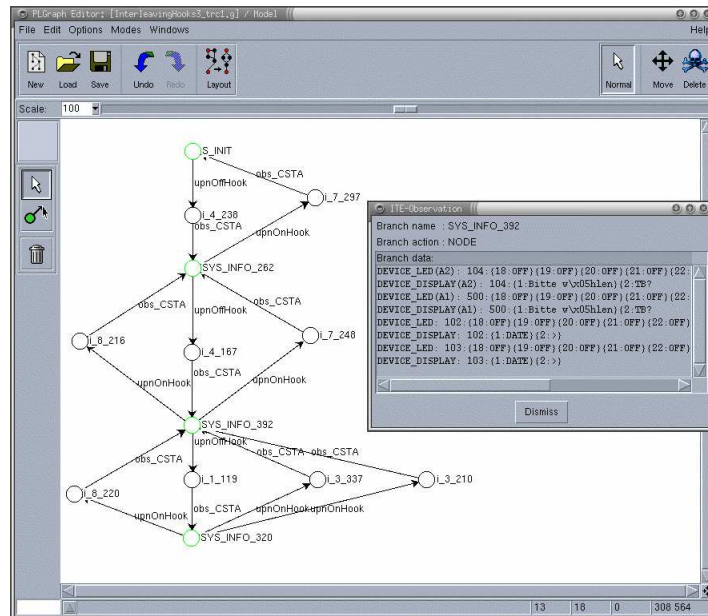 PLGraph Editor: [InterleavingHooks3_trc1.g] / Model
File Edit Options Modes Windows Help
New Load Save Undo Redo Layout Normal Move Delete
Scale: 100
S_INIT
obs_CSTA
upnOffHook
i_7_297
i_4_238
obs_CSTA
upnOnHook
SYS_INFO_262
upnOffHook
obs_CSTA
obs_CSTA
i_8_216
i_7_248
i_4_167
obs_CSTA
upnOnHook
upnOnHook
SYS_INFO_392
upnOffHook
obs_CSTA
obs_CSTA
obs_CSTA
i_1_119
i_3_337
i_3_210
i_8_220
obs_CSTA
upnOnHook
upnOnHook
upnOnHook
SYS_INFO_320
ITE-Observation
Branch name : SYS_INFO_392
Branch action : NODE
Branch data:
DEVICE_LED(A2): 104:{18:OFF}{19:OFF}{20:OFF}{21:OFF}{22:
DEVICE_DISPLAY(A2): 104:{1:Bitte w\x05hlen}{2:TB?
DEVICE_LED(A1): 500:{18:OFF}{19:OFF}{20:OFF}{21:OFF}{22:
DEVICE_DISPLAY(A1): 500:{1:Bitte w\x05hlen}{2:TB?
DEVICE_LED: 102:{18:OFF}{19:OFF}{20:OFF}{21:OFF}{22:OFF}
DEVICE_DISPLAY: 102:{1:DATE}{2:>}
DEVICE_LED: 103:{18:OFF}{19:OFF}{20:OFF}{21:OFF}{22:OFF}
DEVICE_DISPLAY: 103:{1:DATE}{2:>}
Dismiss
13 18 0 308 564